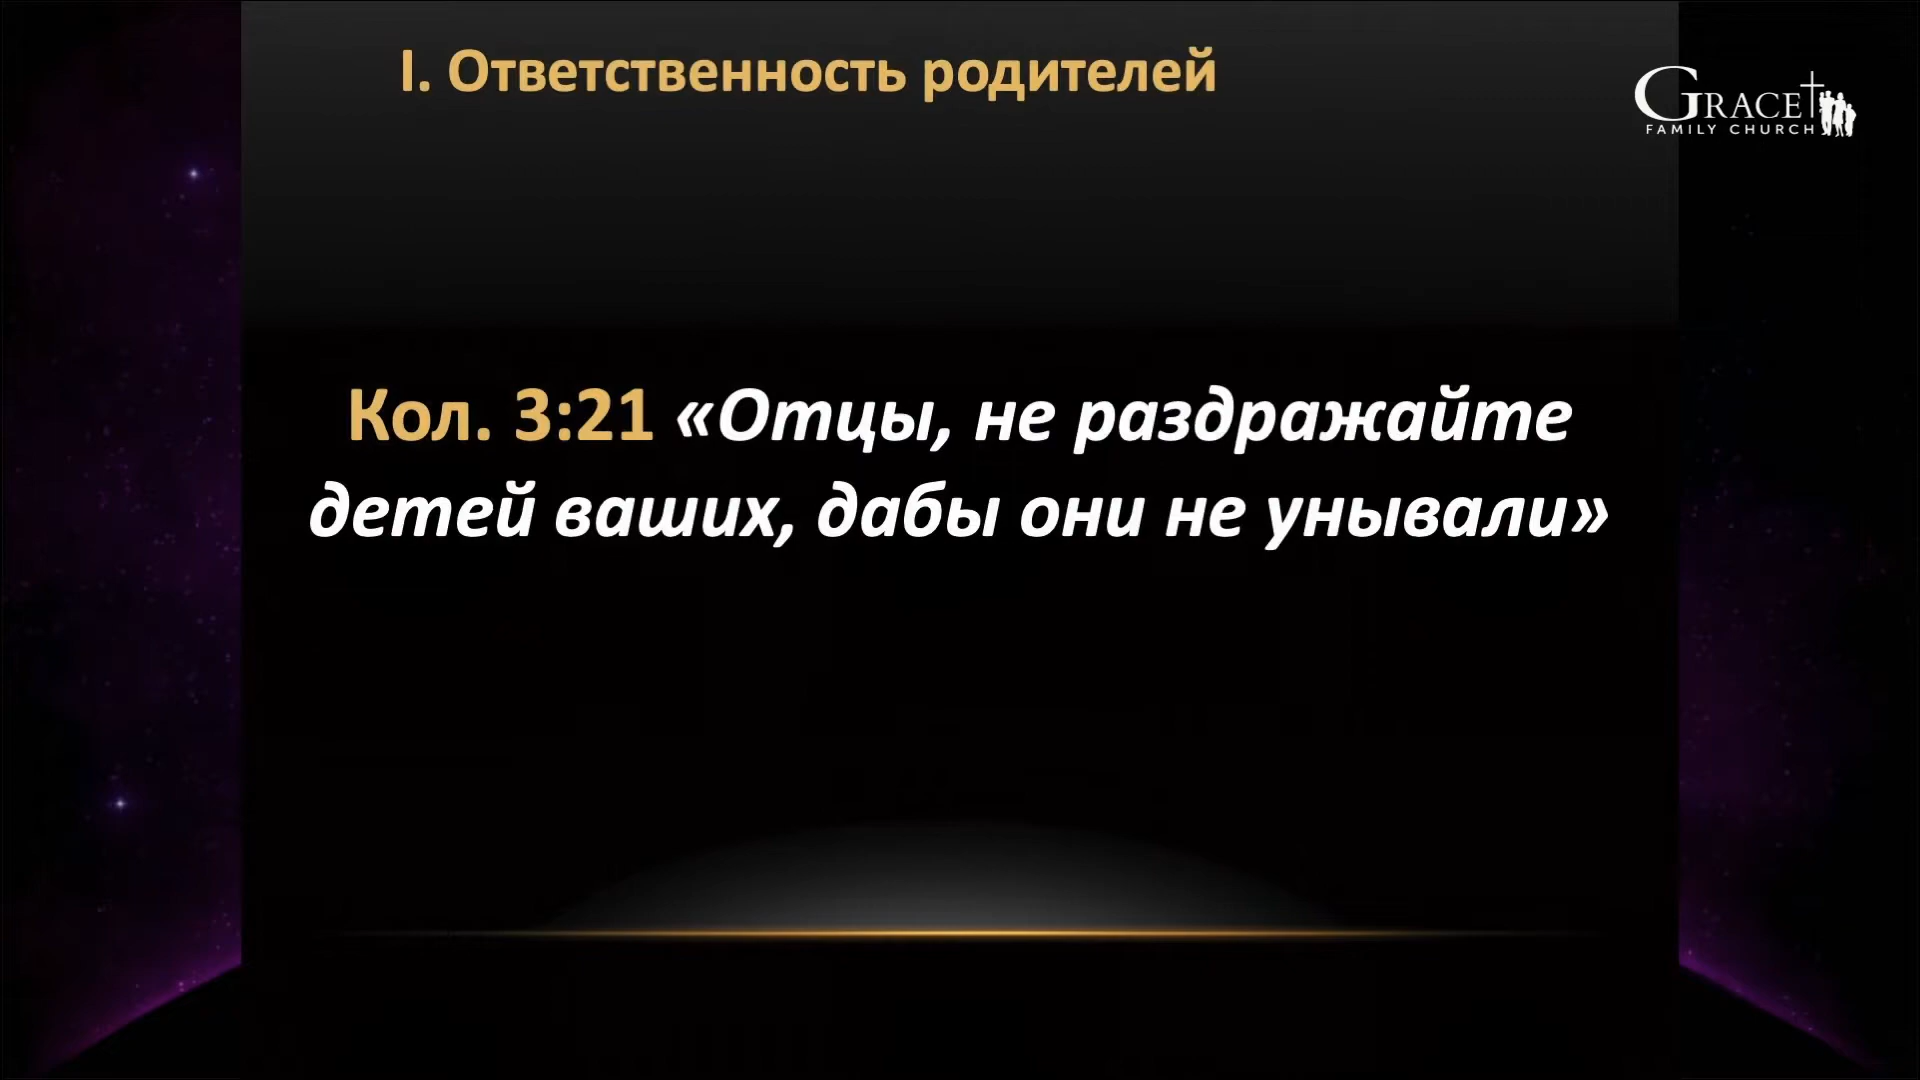 I. Ответственность родителей
GRACE
FAMILY CHURCH
Кол. 3:21 «Отцы, не раздражайте
детей ваших, дабы они не унывали»